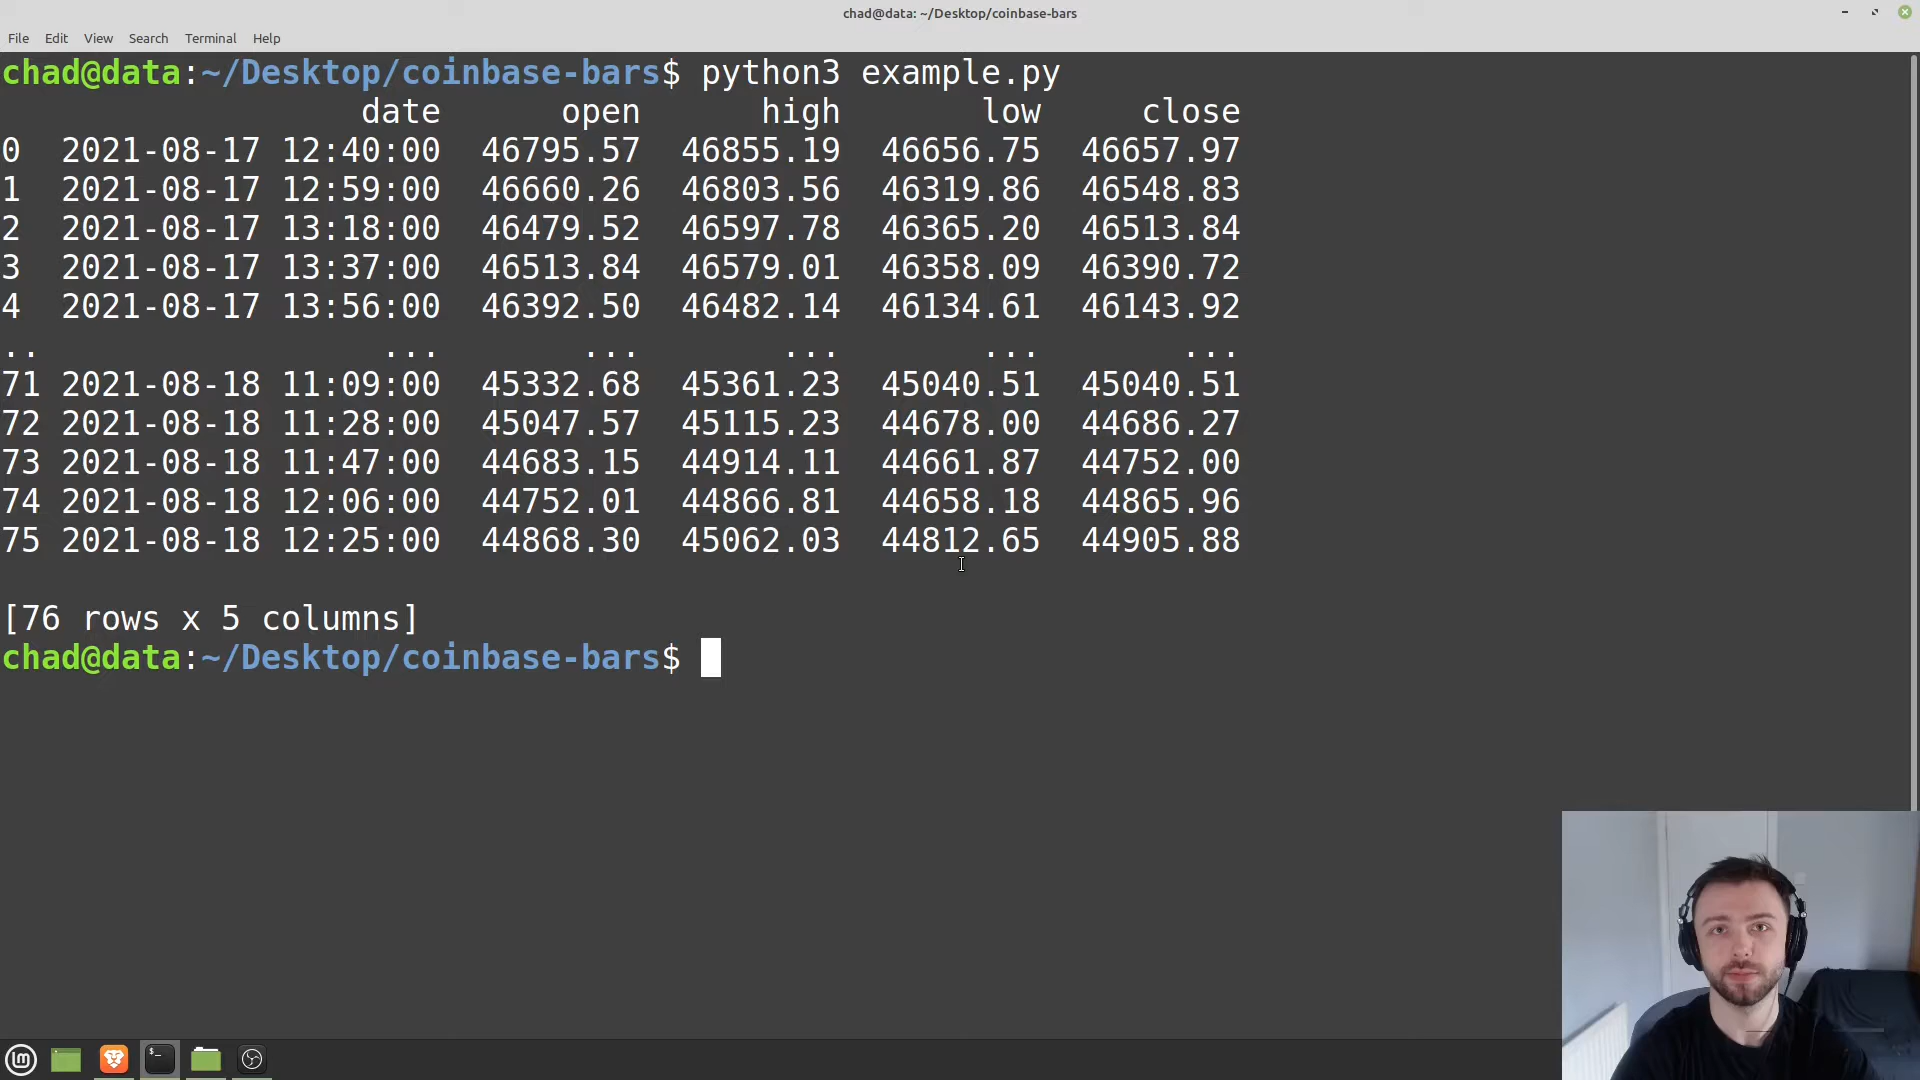 chad@data: ~/Desktop/coinbase-bars
File Edit View Search Terminal Help
chad@data:~/Desktop/coinbase-bars$ python3 example.py
date open high low close
0 2021-08-17 12:40:00 46795.57 46855.19 46656.75 46657.97
1 2021-08-17 12:59:00 46660.26 46803.56 46319.86 46548.83
2 2021-08-17 13:18:00 46479.52 46597.78 46365.20 46513.84
3 2021-08-17 13:37:00 46513.84 46579.01 46358.09 46390.72
4 2021-08-17 13:56:00 46392.50 46482.14 46134.61 46143.92
.. ... ... ... ... ...
71 2021-08-18 11:09:00 45332.68 45361.23 45040.51 45040.51
72 2021-08-18 11:28:00 45047.57 45115.23 44678.00 44686.27
73 2021-08-18 11:47:00 44683.15 44914.11 44661.87 44752.00
74 2021-08-18 12:06:00 44752.01 44866.81 44658.18 44865.96
75 2021-08-18 12:25:00 44868.30 45062.03 44812.65 44905.88
[76 rows x 5 columns]
chad@data:~/Desktop/coinbase-bars$